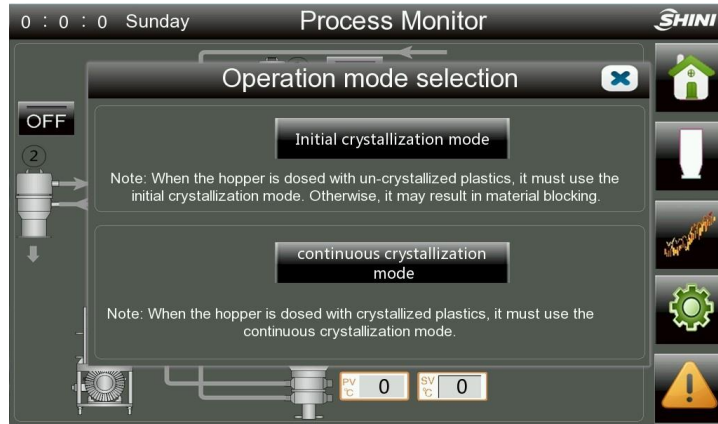 0 : 0 : 0 Sunday
Process Monitor
SHINI
Operation mode selection
OFF
2
Initial crystallization mode
Note: When the hopper is dosed with un-crystallized plastics, it must use the
initial crystallization mode. Otherwise, it may result in material blocking.
continuous crystallization
mode
Note: When the hopper is dosed with crystallized plastics, it must use the
continuous crystallization mode.
PV
℃
0
SV
℃
0